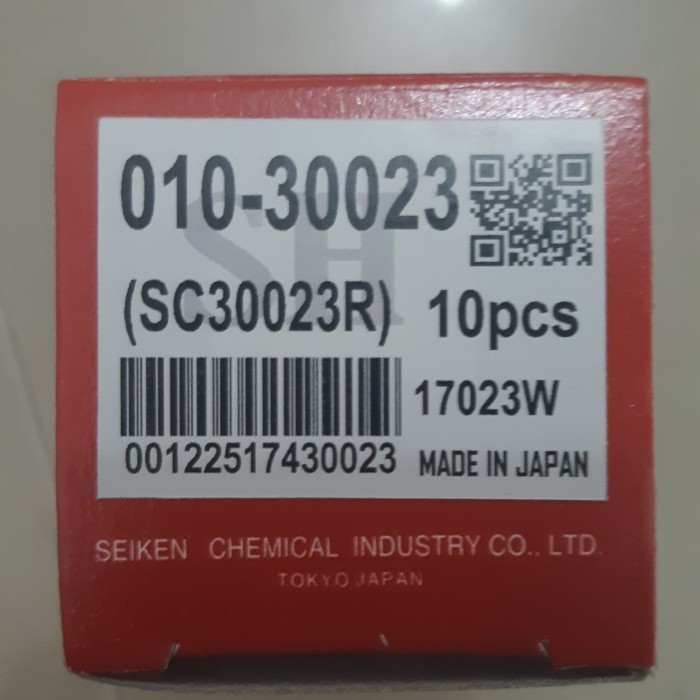 010-30023
(SC30023R) 10pcs
17023W
00122517430023 MADE IN JAPAN
SEIKEN CHEMICAL INDUSTRY CO., LTD.
TOKYO JAPAN